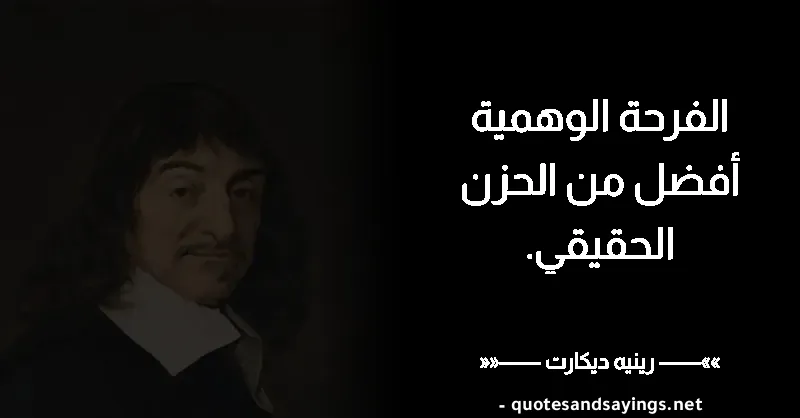 الفرحة الوهمية
أفضل من الحزن
الحقيقي.
»»—— رينيه ديكارت ——««
- quotesandsayings.net